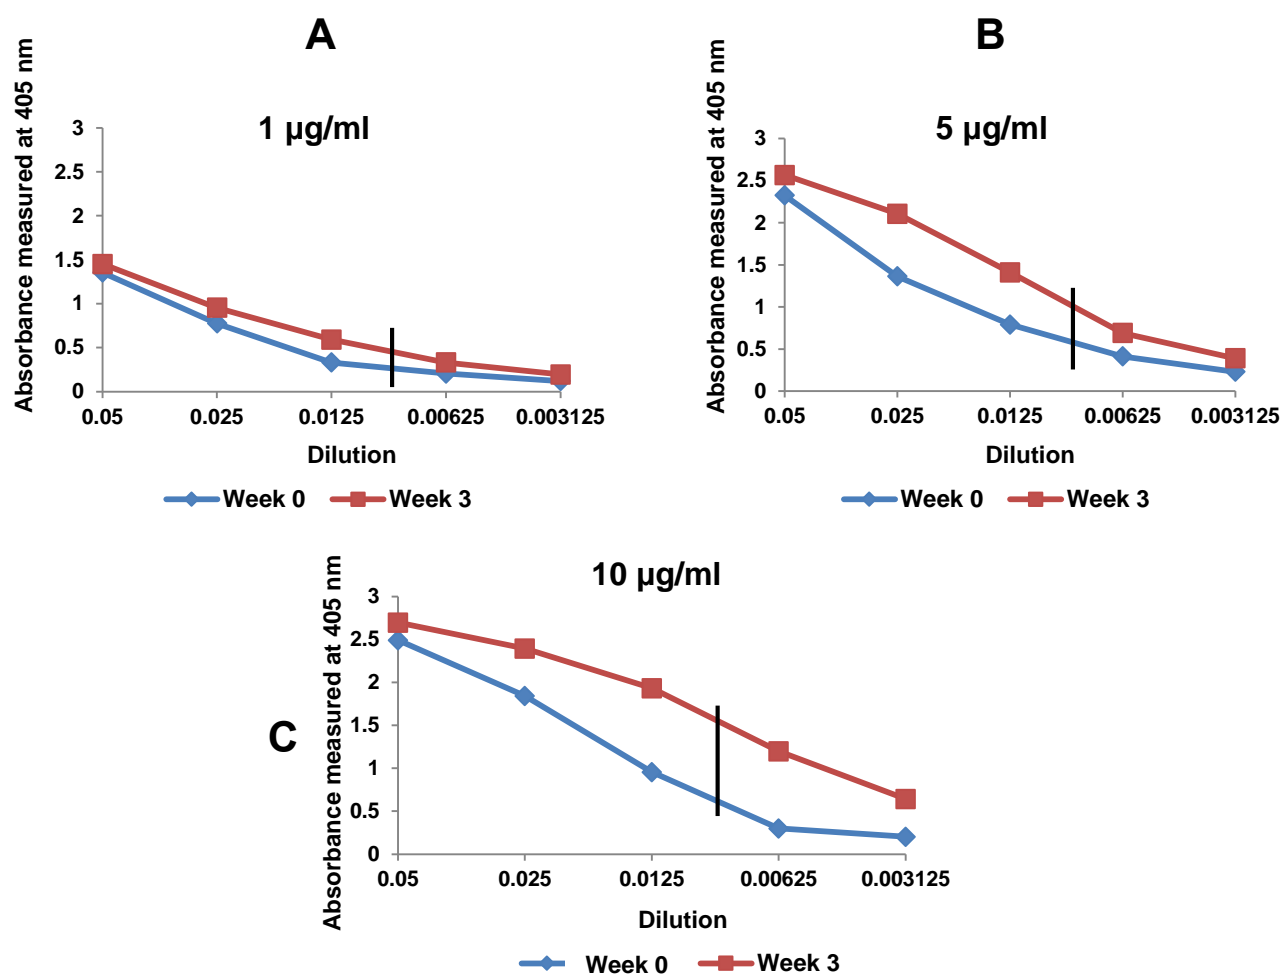 A
1 µg/ml
Absorbance measured at 405 nm
3
2.5
2
1.5
1
0.5
0
0.05 0.025 0.0125 0.00625 0.003125
Dilution
Week 0 Week 3
B
5 µg/ml
Absorbance measured at 405 nm
3
2.5
2
1.5
1
0.5
0
0.05 0.025 0.0125 0.00625 0.003125
Dilution
Week 0 Week 3
C
10 µg/ml
Absorbance measured at 405 nm
3
2.5
2
1.5
1
0.5
0
0.05 0.025 0.0125 0.00625 0.003125
Dilution
Week 0 Week 3